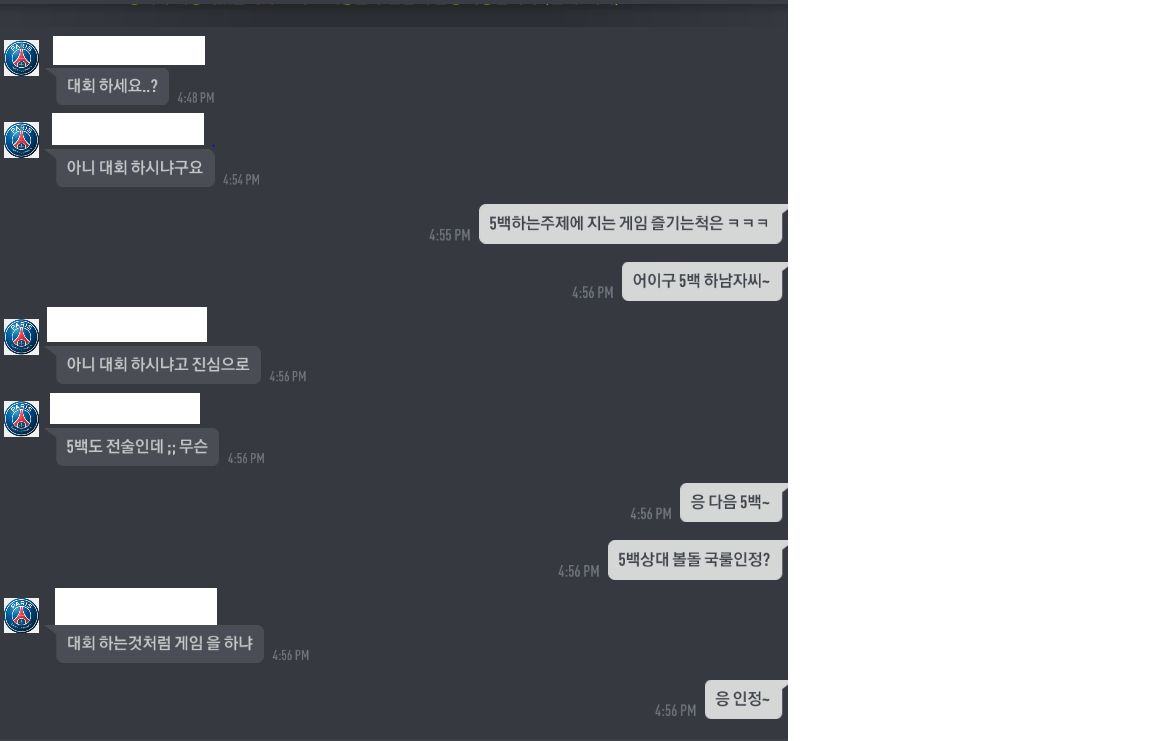 대회 하세요..?
4:48 PM
아니 대회 하시냐구요
4:54 PM
5백하는주제에 지는 게임 즐기는척은 ㅋㅋㅋ
4:55 PM
어이구 5백 하남자씨~
4:56 PM
아니 대회 하시냐고 진심으로
4:56 PM
5백도 전술인데 ;; 무슨
4:56 PM
응 다음 5백~
4:56 PM
5백상대 볼돌 국룰인정?
4:56 PM
대회 하는것처럼 게임 을 하냐
4:56 PM
응 인정~
4:56 PM